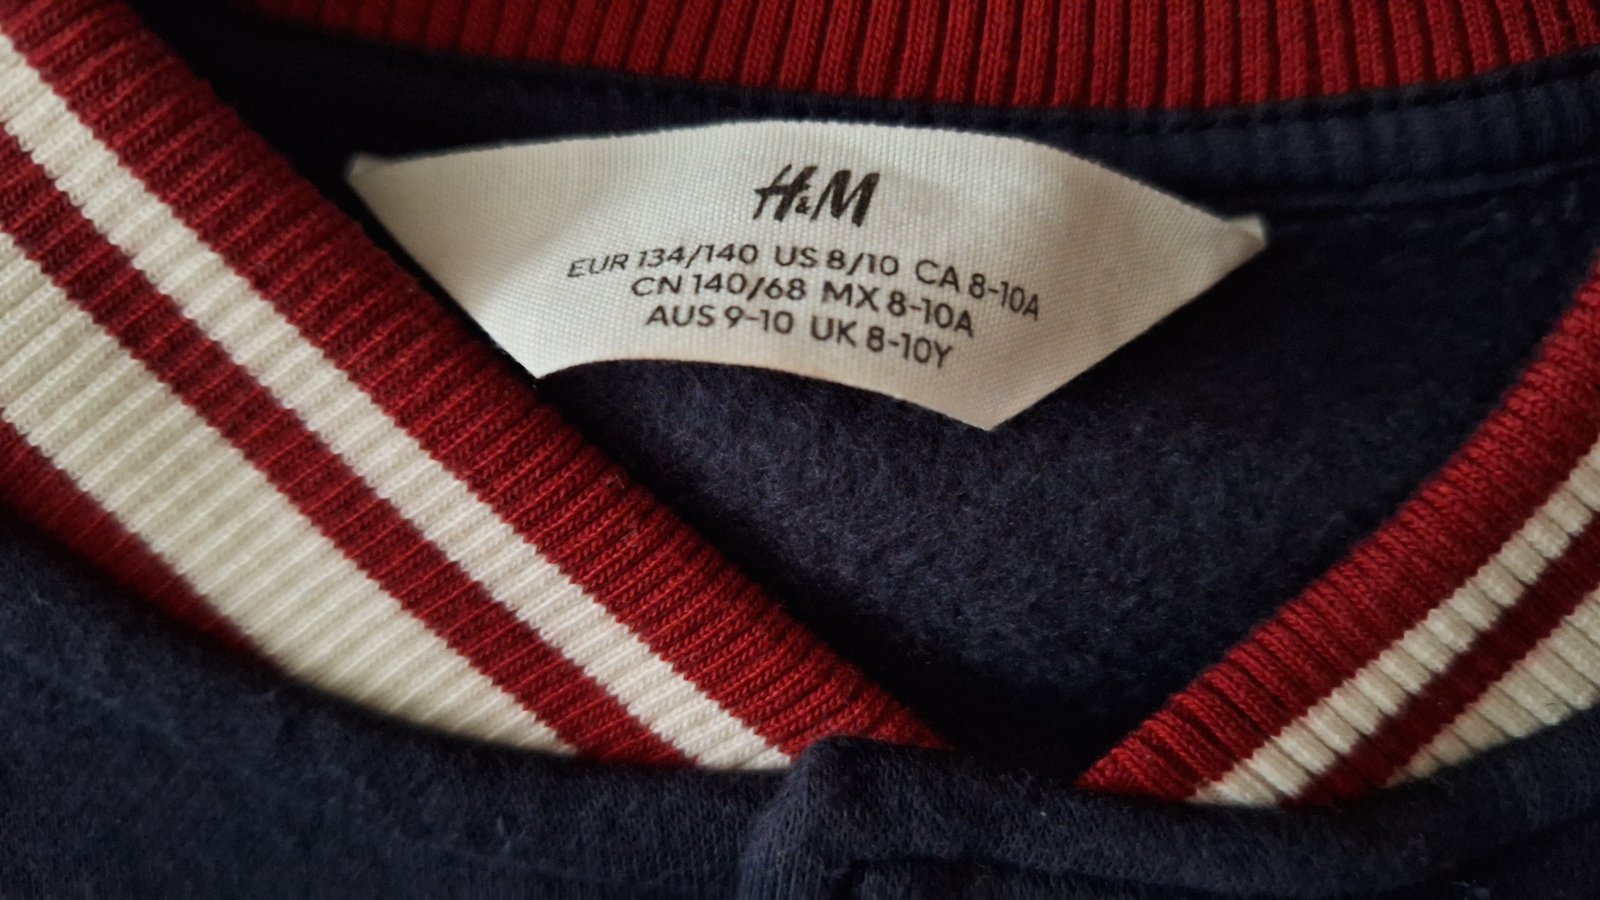 H&M
EUR 134/140 US 8/10 CA 8-10A
CN 140/68 MX 8-10A
AUS 9-10 UK 8-10Y